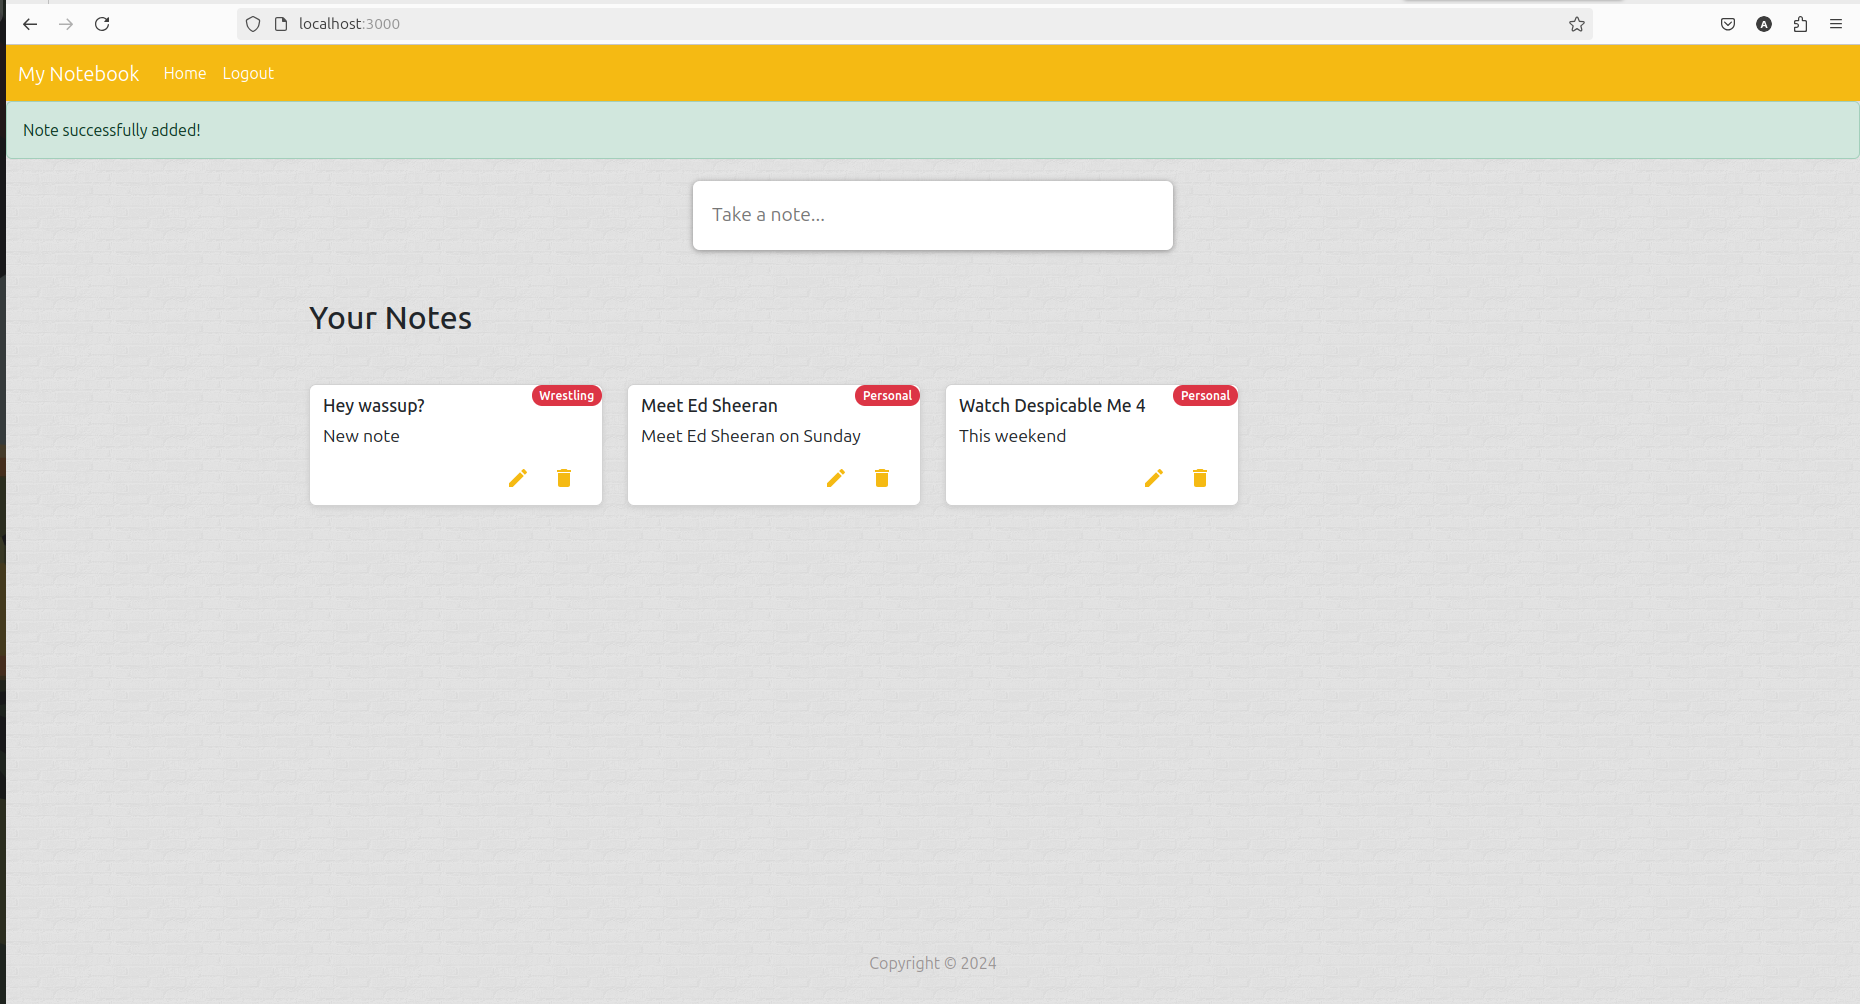 localhost:3000
A
My Notebook Home Logout
Note successfully added!
Take a note...
Your Notes
Wrestling
Hey wassup?
New note
Personal
Meet Ed Sheeran
Meet Ed Sheeran on Sunday
Personal
Watch Despicable Me 4
This weekend
Copyright © 2024